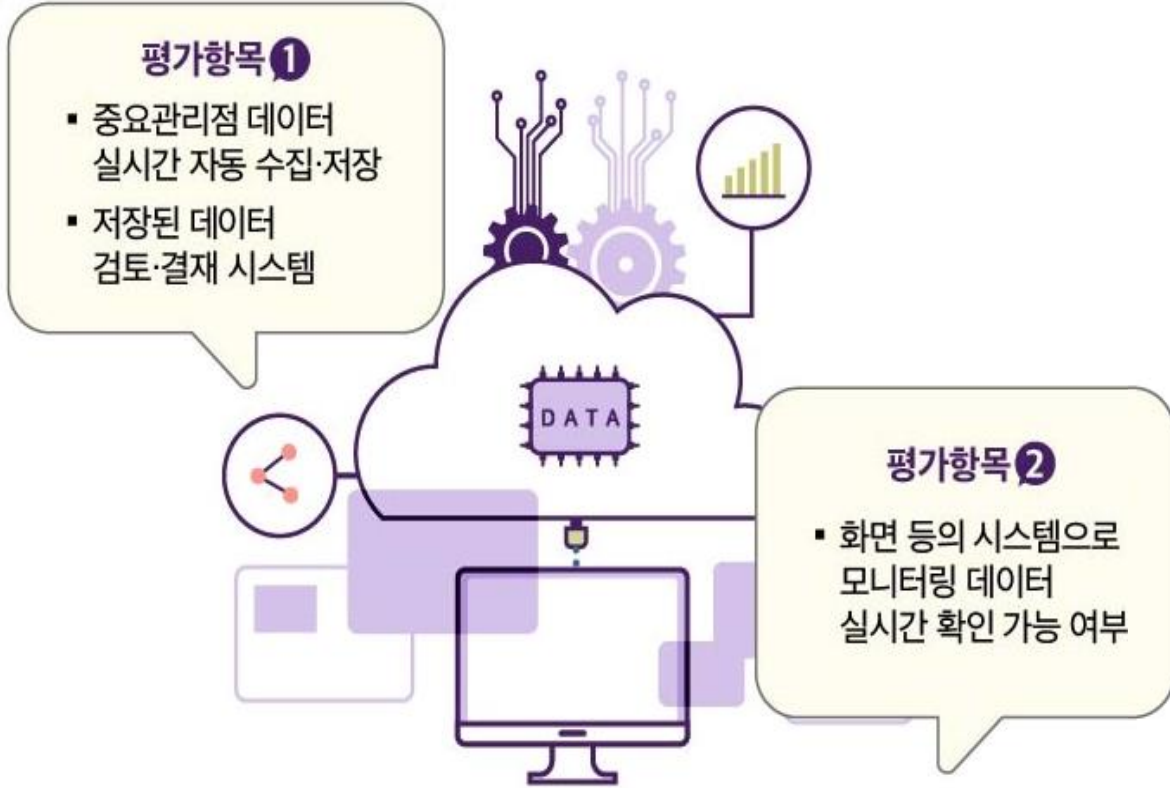 평가항목 1
▪ 중요관리점 데이터
실시간 자동 수집·저장
▪ 저장된 데이터
검토·결재 시스템
DATA
평가항목 2
▪ 화면 등의 시스템으로
모니터링 데이터
실시간 확인 가능 여부